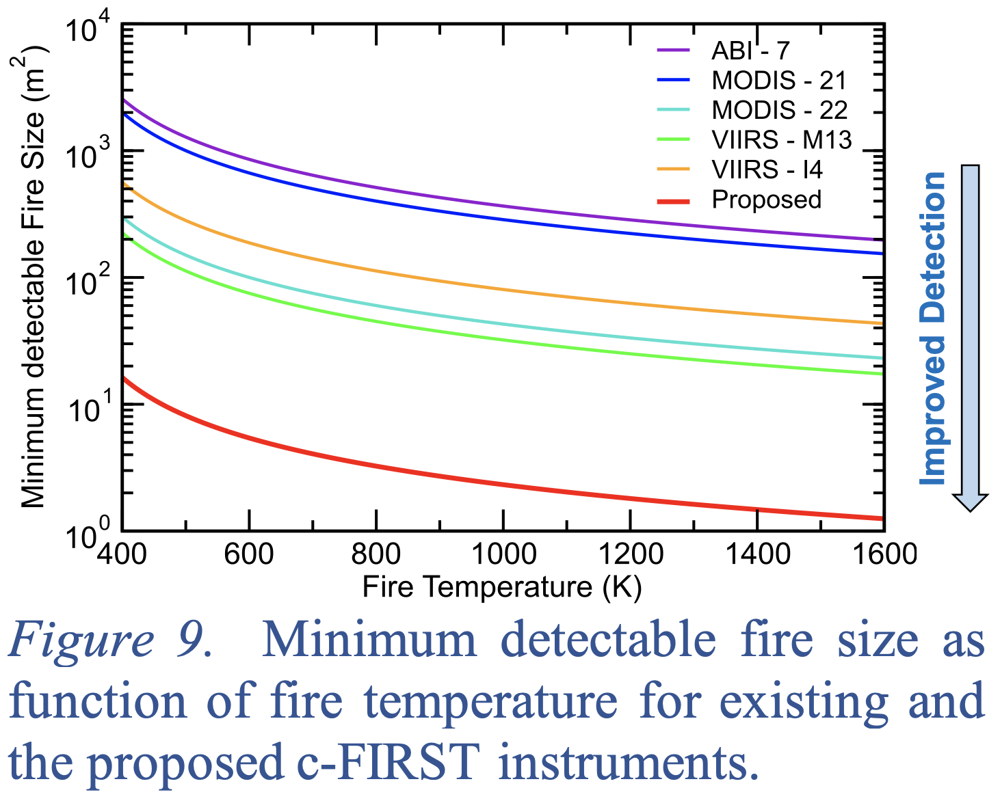 10^4
10^3
10^2
10^1
10^0
Minimum detectable Fire Size (m^2)
ABI - 7
MODIS - 21
MODIS - 22
VIIRS - M13
VIIRS - I4
Proposed
Improved Detection
400 600 800 1000 1200 1400 1600
Fire Temperature (K)
Figure 9. Minimum detectable fire size as
function of fire temperature for existing and
the proposed c-FIRST instruments.